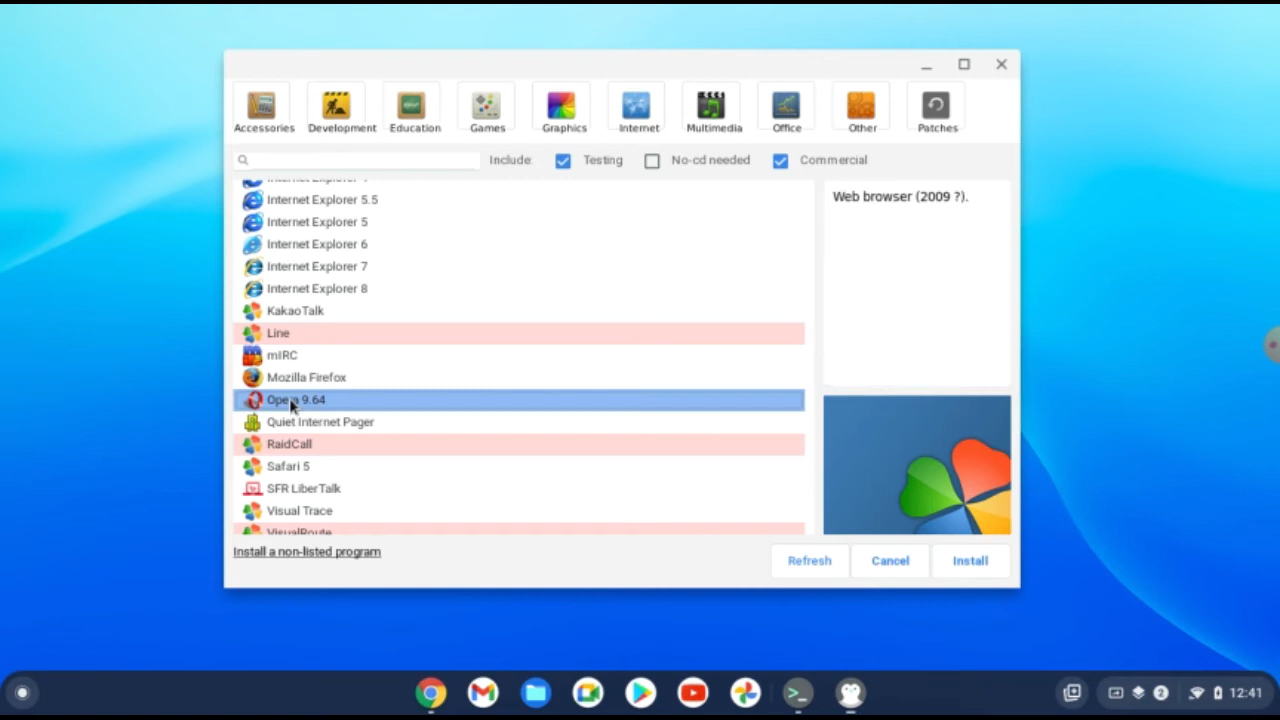 Accessories Development Education Games Graphics Internet Multimedia Office Other Patches
Include: Testing No-cd needed Commercial
Internet Explorer 5.5
Internet Explorer 5
Internet Explorer 6
Internet Explorer 7
Internet Explorer 8
KakaoTalk
Line
mIRC
Mozilla Firefox
Opera 9.64
Quiet Internet Pager
RaidCall
Safari 5
SFR LiberTalk
Visual Trace
VisualRoute
Web browser (2009 ?).
Install a non-listed program
Refresh Cancel Install
>_ 2 12:41